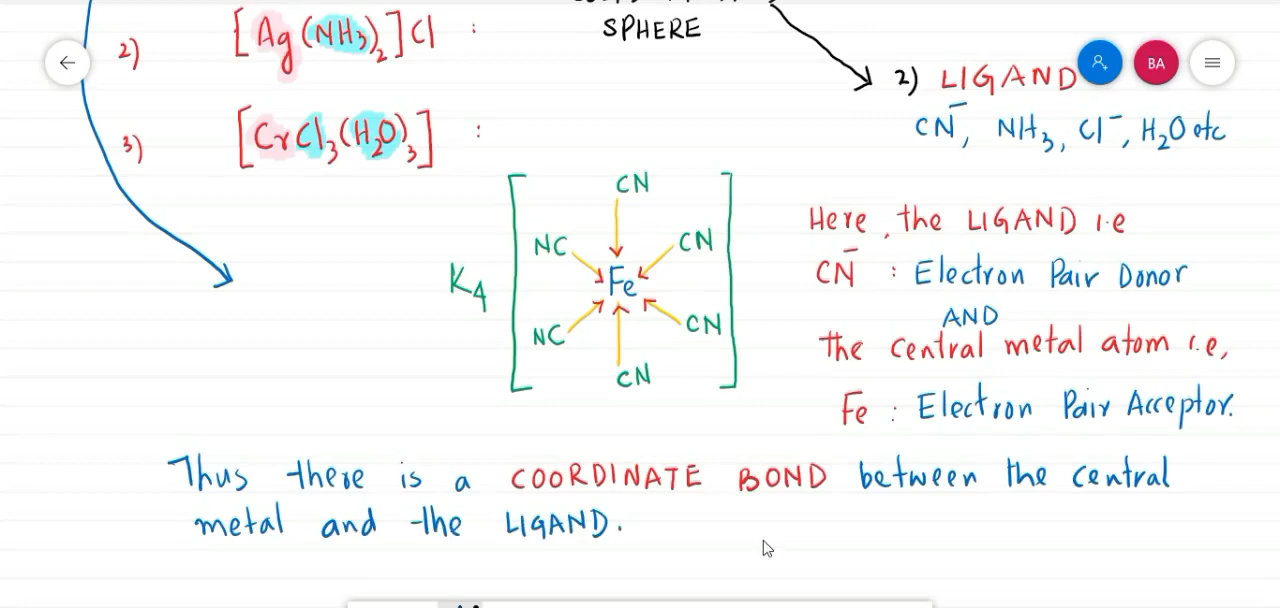 SPHERE
2) [Ag(NH₃)₂]Cl :
2) LIGAND
BA
CN⁻, NH₃, Cl⁻, H₂O etc
3) [CrCl₃(H₂O)₃] :
K₄ [
CN
NC CN
Fe
NC CN
CN
]
Here, the LIGAND i.e
CN⁻ : Electron Pair Donor
AND
the central metal atom i.e,
Fe : Electron Pair Acceptor.
Thus there is a COORDINATE BOND between the central
metal and the LIGAND.